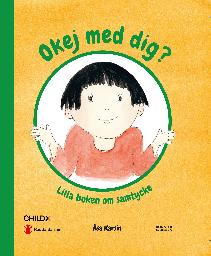 Okej med dig?
Lilla boken om samtycke
CHILDX
Åsa Karsin